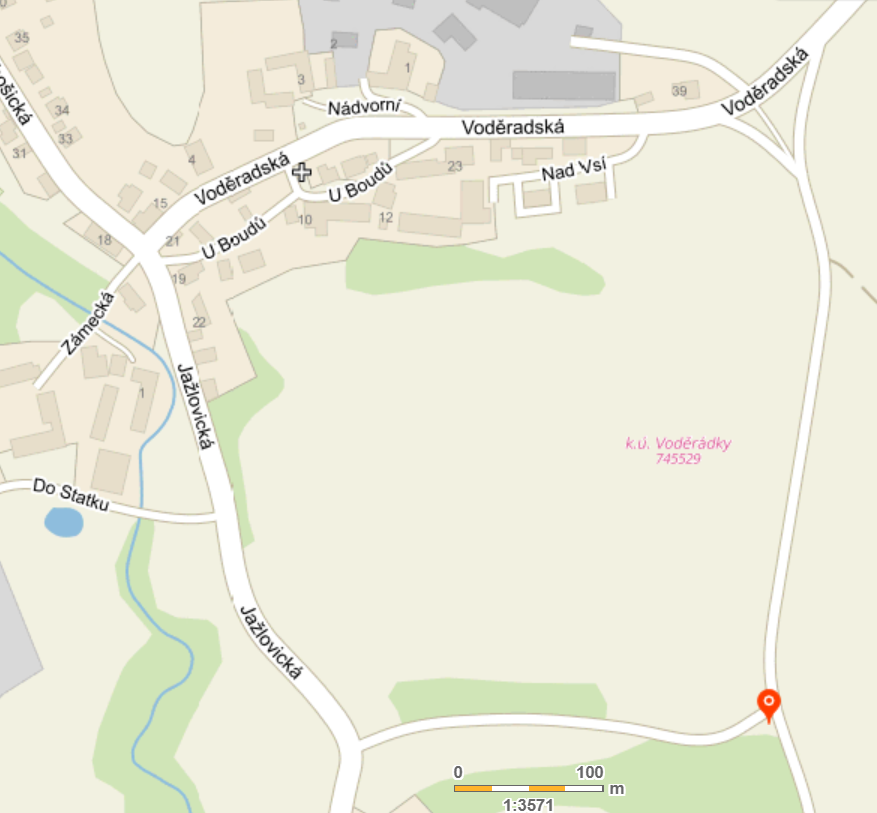 35
2
3
1
39
Voděradská
34
33
31
Nádvorní
Voděradská
4
Voděradská
23
Nad Vsí
U Boudů
15
10
12
18
21
U Boudů
19
22
Zámecká
Jažlovická
1
k.ú. Voděrádky
745529
Do Statku
Jažlovická
0 100
m
1:3571